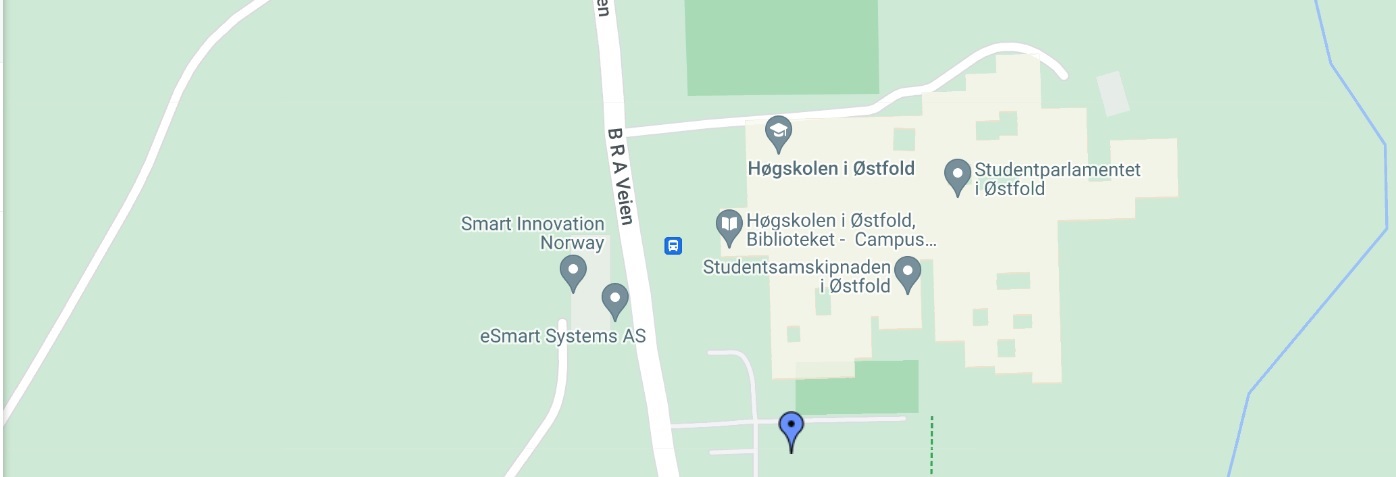 en
B R A Veien
Høgskolen i Østfold
Studentparlamentet
i Østfold
Smart Innovation
Norway
Høgskolen i Østfold,
Biblioteket - Campus...
Studentsamskipnaden
i Østfold
eSmart Systems AS